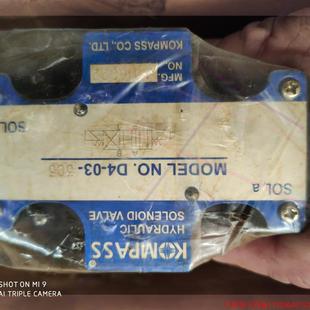 KOMPASS
HYDRAULIC
SOLENOID VALVE
MODEL NO. D4-03-
SOL.a
SOL
A
B
MFG.
NO
KOMPASS CO., LTD.
SHOT ON MI 9
AI TRIPLE CAMERA